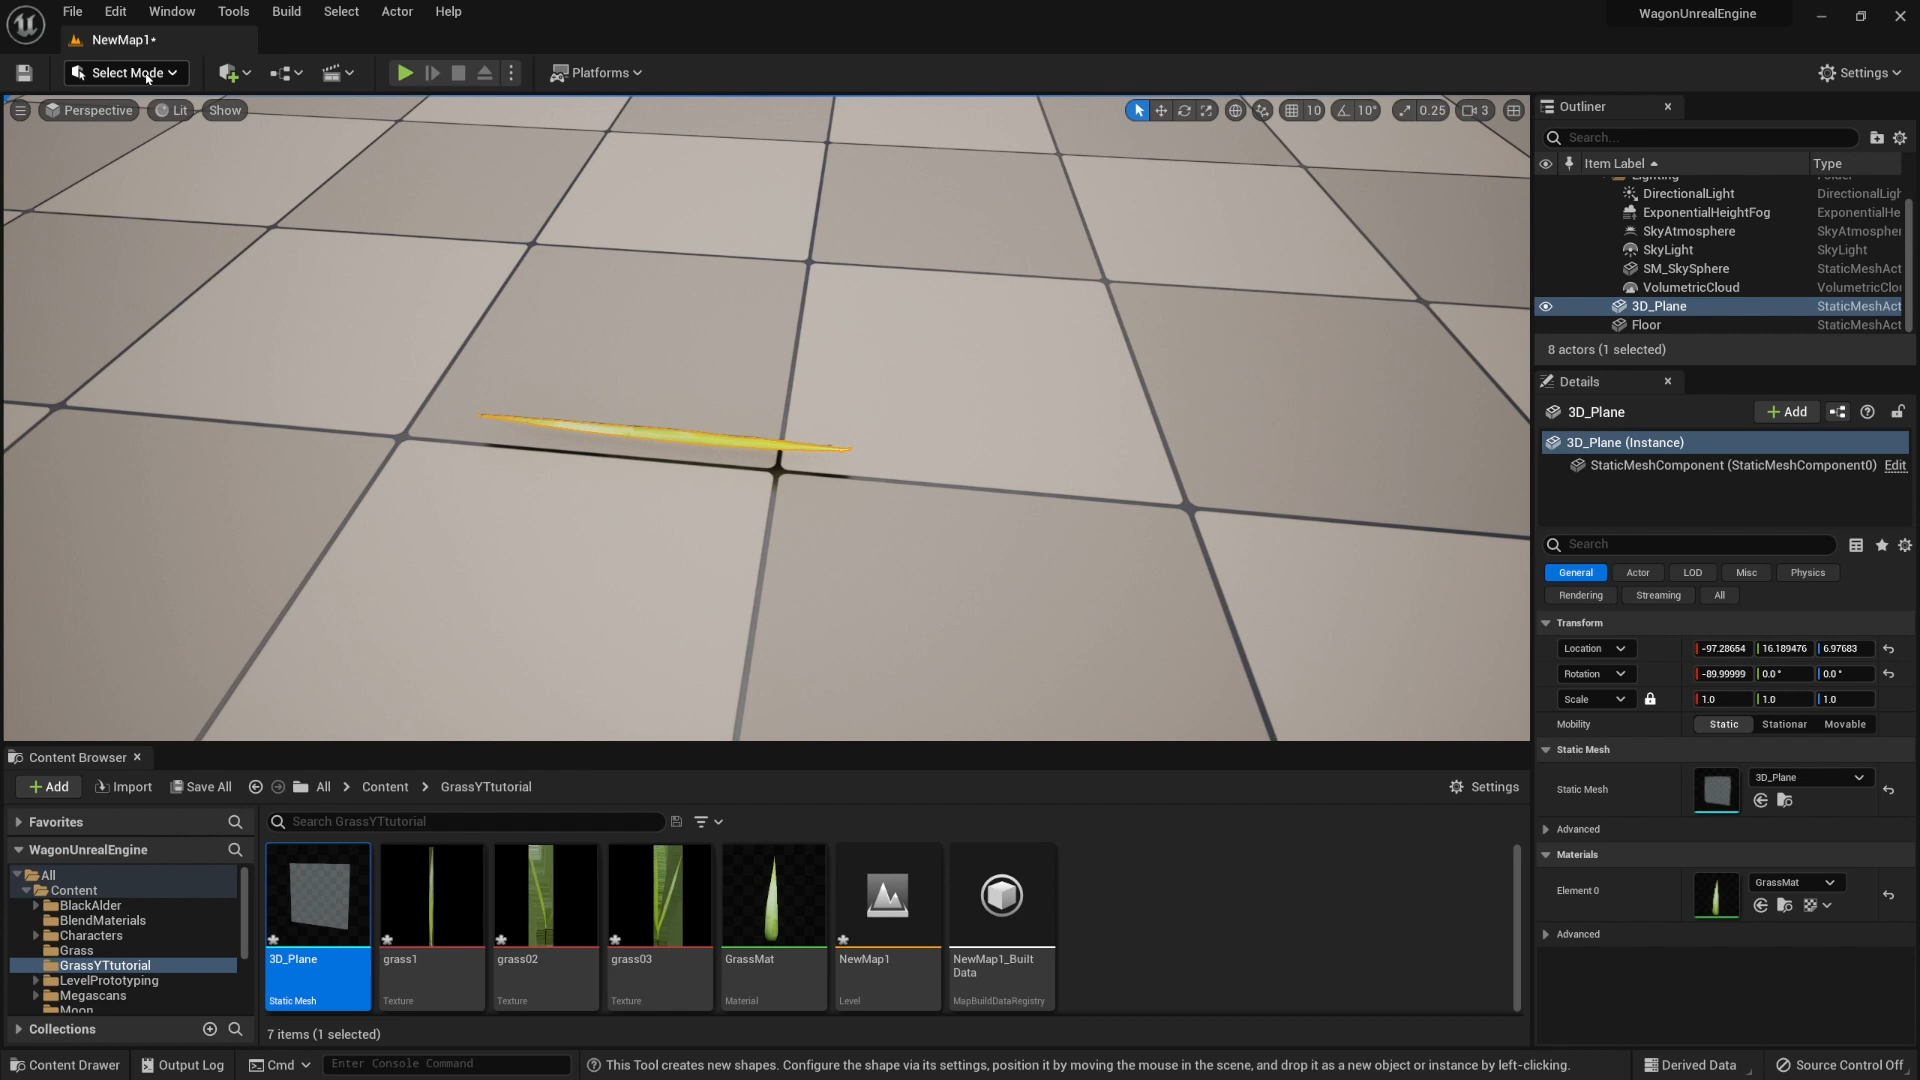 File Edit Window Tools Build Select Actor Help
WagonUnrealEngine
NewMap1*
Select Mode
Platforms
Settings
Perspective Lit Show
10 10° 0.25 3
Outliner
Search...
Item Label Type
Lighting Folder
DirectionalLight DirectionalLigh
ExponentialHeightFog ExponentialHe
SkyAtmosphere SkyAtmospher
SkyLight SkyLight
SM_SkySphere StaticMeshAct
VolumetricCloud VolumetricClou
3D_Plane StaticMeshAct
Floor StaticMeshAct
8 actors (1 selected)
Details
3D_Plane
Add
3D_Plane (Instance)
StaticMeshComponent (StaticMeshComponent0) Edit
Search
General Actor LOD Misc Physics
Rendering Streaming All
Transform
Location -97.28654 16.189476 6.97683
Rotation -89.99999 0.0° 0.0°
Scale 1.0 1.0 1.0
Mobility Static Stationar Movable
Static Mesh
Static Mesh 3D_Plane
Advanced
Materials
Element 0 GrassMat
Advanced
Content Browser
Add Import Save All All Content GrassYTtutorial Settings
Favorites
WagonUnrealEngine
All
Content
BlackAlder
BlendMaterials
Characters
Grass
GrassYTtutorial
LevelPrototyping
Megascans
Moon
Collections
Search GrassYTtutorial
3D_Plane
Static Mesh
grass1
Texture
grass02
Texture
grass03
Texture
GrassMat
Material
NewMap1
Level
NewMap1_Built
Data
MapBuildDataRegistry
7 items (1 selected)
Content Drawer Output Log Cmd Enter Console Command This Tool creates new shapes. Configure the shape via its settings, position it by moving the mouse in the scene, and drop it as a new object or instance by left-clicking. Derived Data Source Control Off